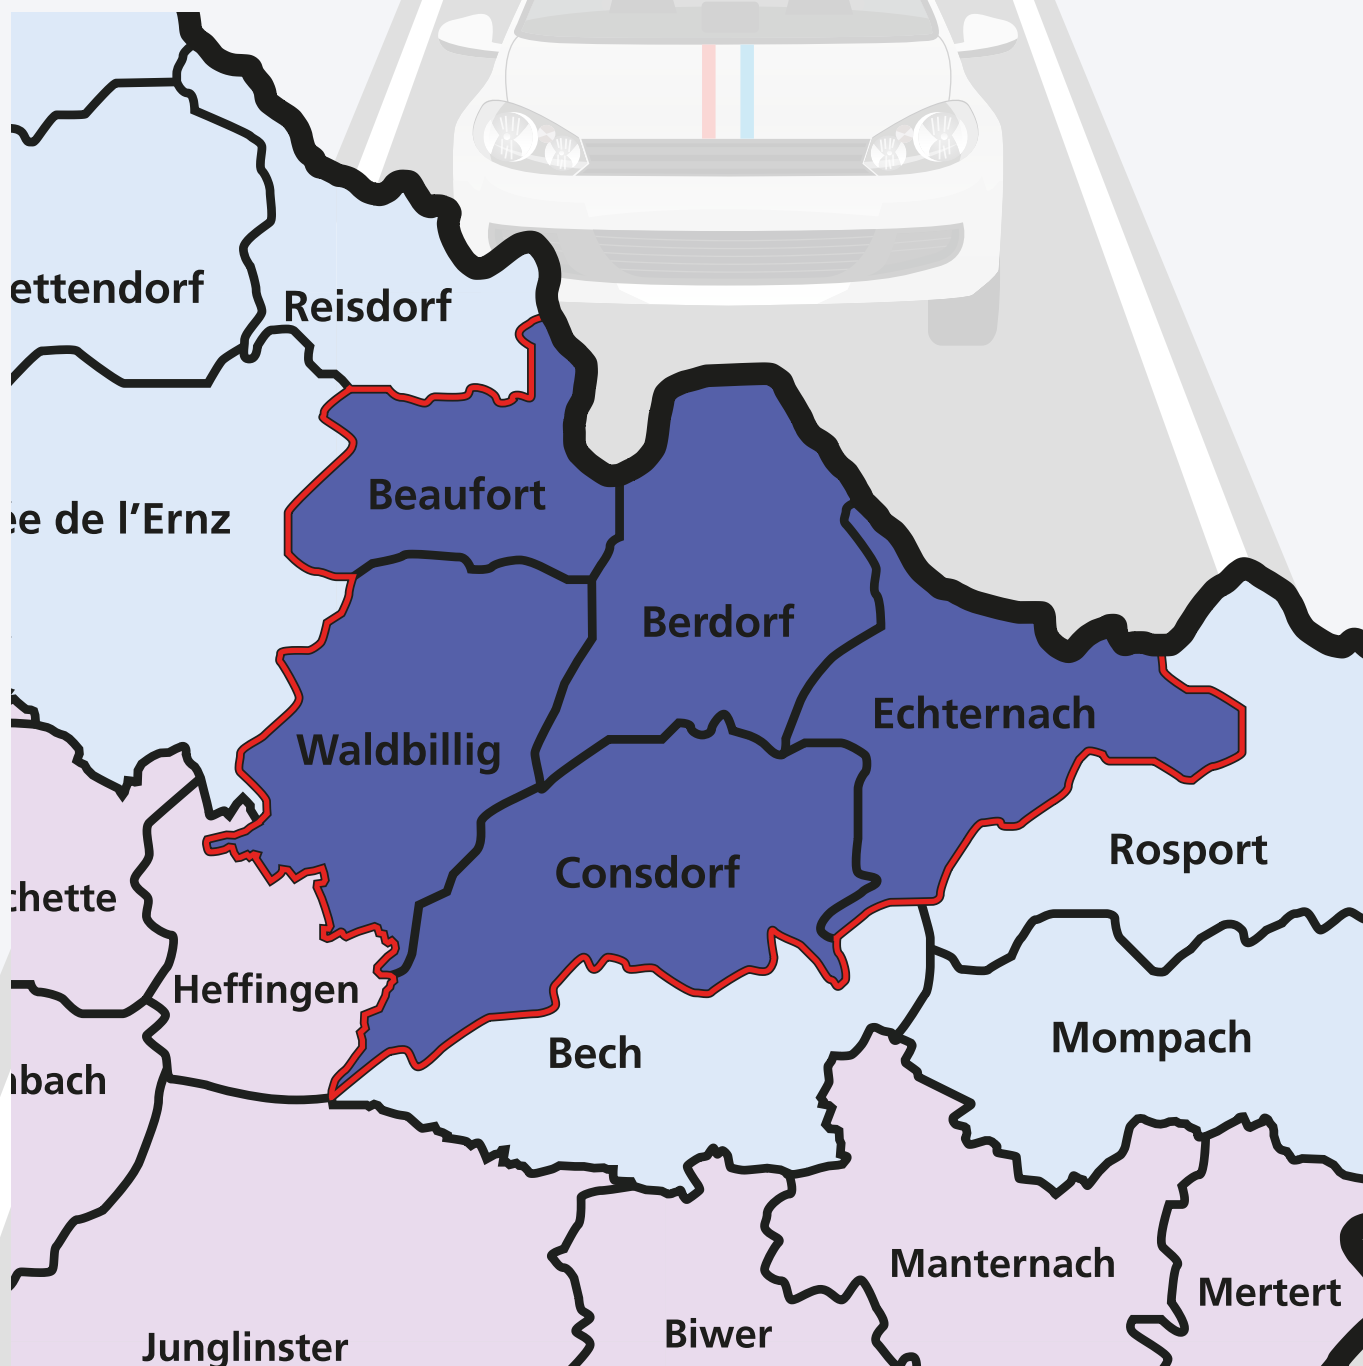 ettendorf
Reisdorf
Beaufort
ée de l’Ernz
Berdorf
Echternach
Waldbillig
Rosport
Consdorf
chette
Heffingen
Mompach
Bech
nbach
Manternach
Mertert
Biwer
Junglinster